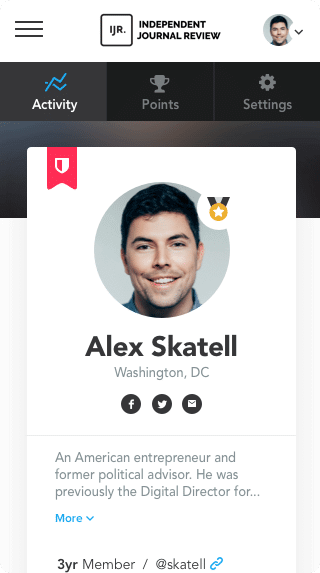 IJR.
INDEPENDENT
JOURNAL REVIEW
Activity
Points
Settings
Alex Skatell
Washington, DC
An American entrepreneur and
former political advisor. He was
previously the Digital Director for...
More
3yr Member / @skatell